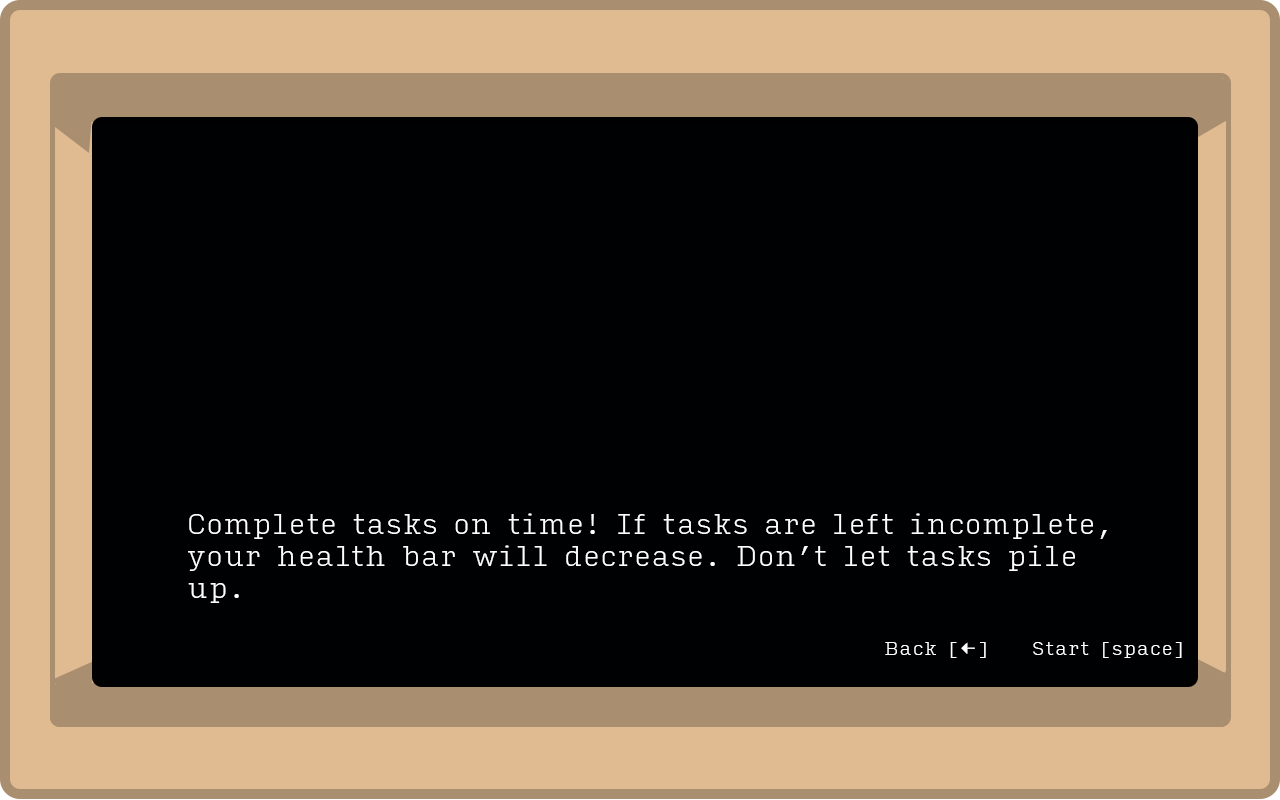 Complete tasks on time! If tasks are left incomplete,
your health bar will decrease. Don’t let tasks pile
up.
Back [←] Start [space]